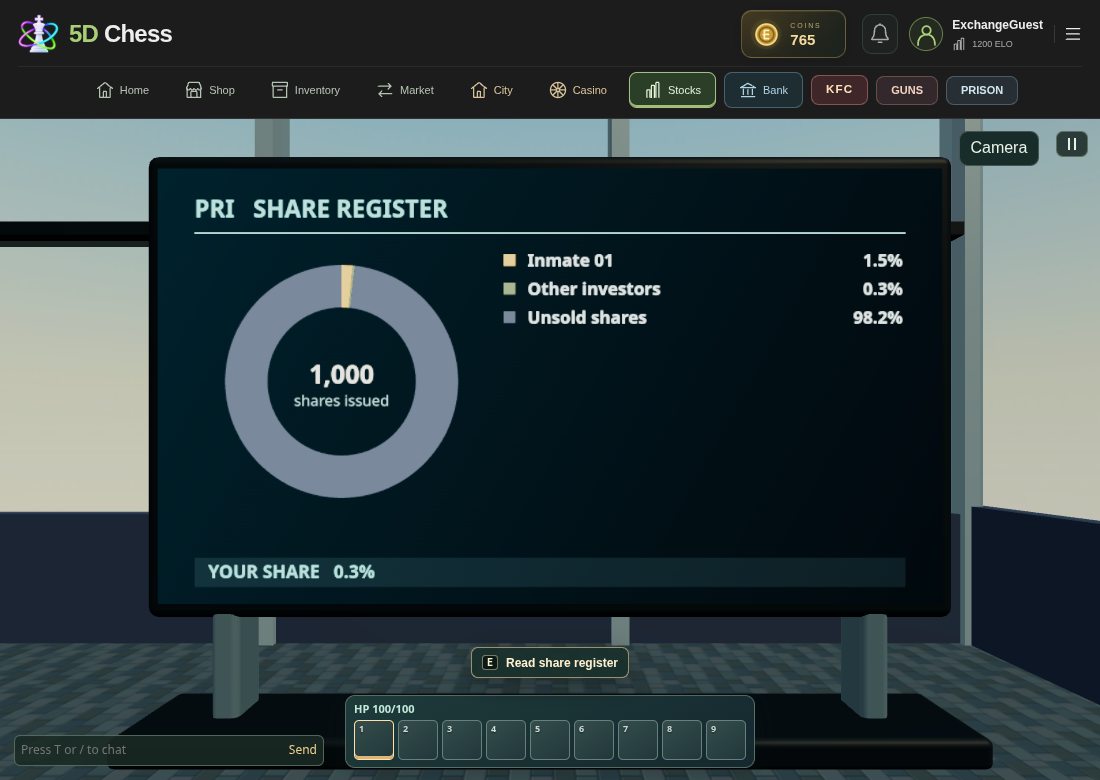 5D Chess
COINS
765
ExchangeGuest
1200 ELO
Home
Shop
Inventory
Market
City
Casino
Stocks
Bank
KFC
GUNS
PRISON
Camera
PRI SHARE REGISTER
Inmate 01 1.5%
Other investors 0.3%
Unsold shares 98.2%
1,000
shares issued
YOUR SHARE 0.3%
E Read share register
HP 100/100
1 2 3 4 5 6 7 8 9
Press T or / to chat Send